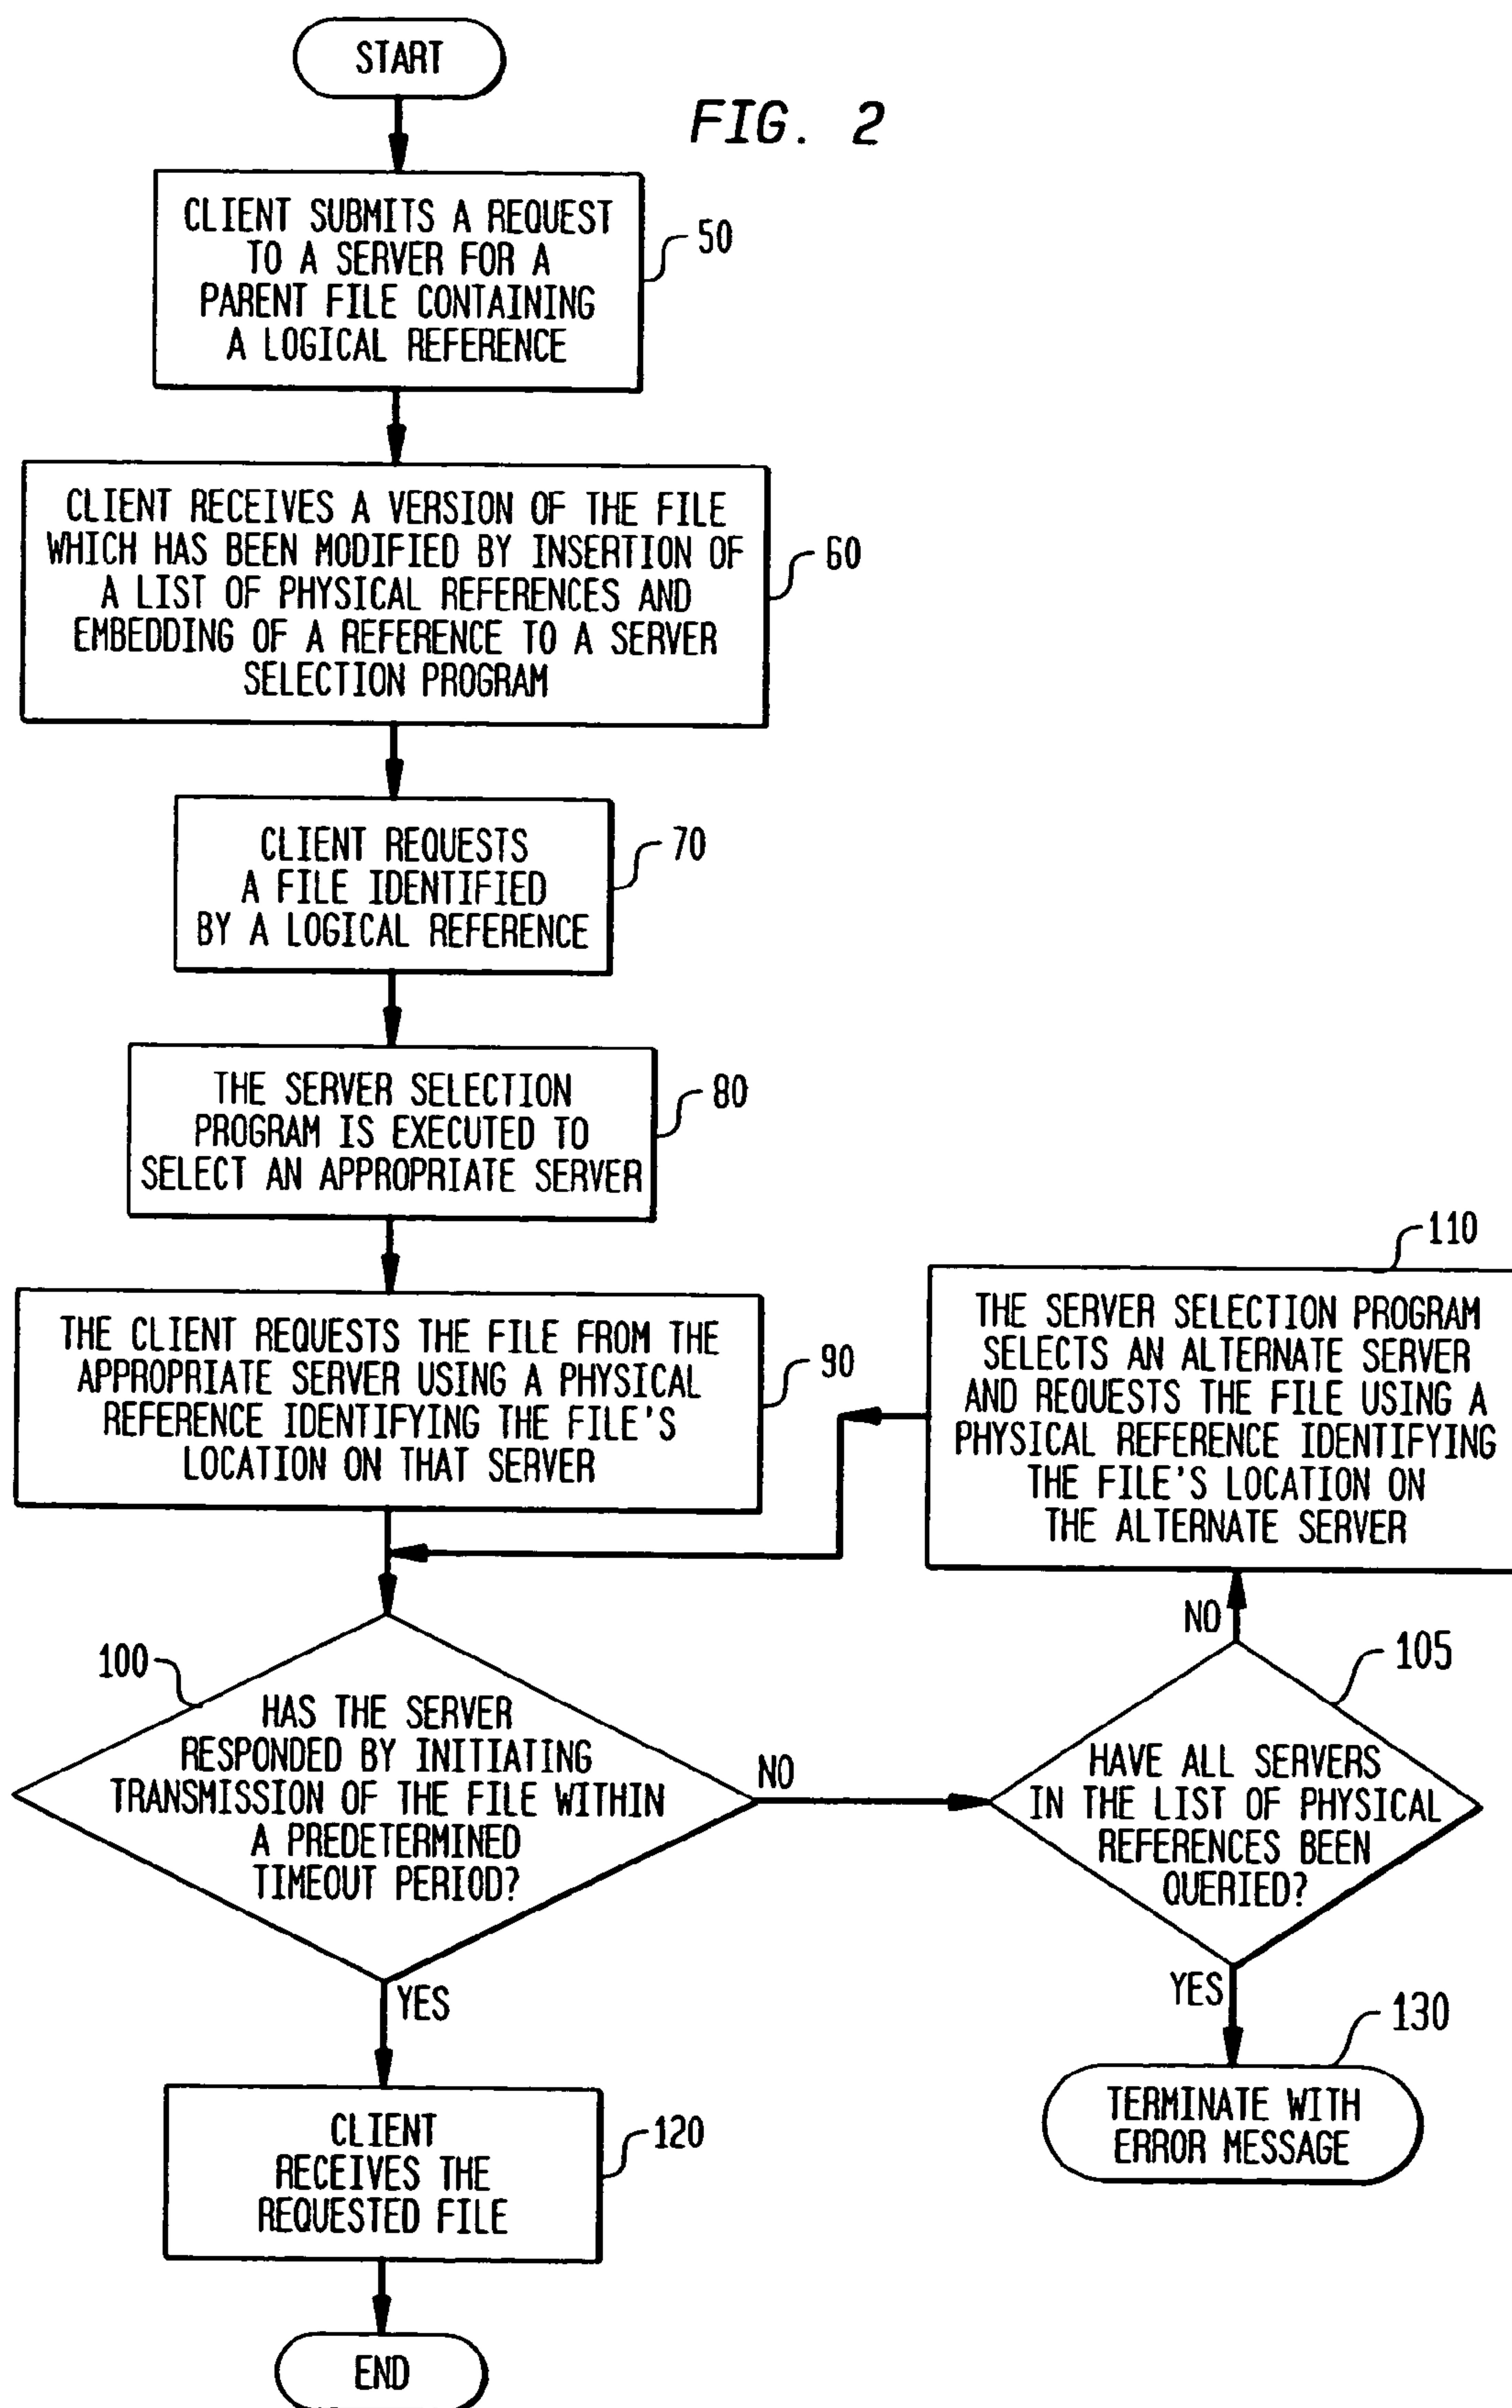 START
FIG. 2
CLIENT SUBMITS A REQUEST
TO A SERVER FOR A
PARENT FILE CONTAINING
A LOGICAL REFERENCE
50
CLIENT RECEIVES A VERSION OF THE FILE
WHICH HAS BEEN MODIFIED BY INSERTION OF
A LIST OF PHYSICAL REFERENCES AND
EMBEDDING OF A REFERENCE TO A SERVER
SELECTION PROGRAM
60
CLIENT REQUESTS
A FILE IDENTIFIED
BY A LOGICAL REFERENCE
70
THE SERVER SELECTION
PROGRAM IS EXECUTED TO
SELECT AN APPROPRIATE SERVER
80
THE CLIENT REQUESTS THE FILE FROM THE
APPROPRIATE SERVER USING A PHYSICAL
REFERENCE IDENTIFYING THE FILE'S
LOCATION ON THAT SERVER
90
110
THE SERVER SELECTION PROGRAM
SELECTS AN ALTERNATE SERVER
AND REQUESTS THE FILE USING A
PHYSICAL REFERENCE IDENTIFYING
THE FILE'S LOCATION ON
THE ALTERNATE SERVER
100
HAS THE SERVER
RESPONDED BY INITIATING
TRANSMISSION OF THE FILE WITHIN
A PREDETERMINED
TIMEOUT PERIOD?
NO
NO
105
HAVE ALL SERVERS
IN THE LIST OF PHYSICAL
REFERENCES BEEN
QUERIED?
YES
YES
130
TERMINATE WITH
ERROR MESSAGE
CLIENT
RECEIVES THE
REQUESTED FILE
120
END